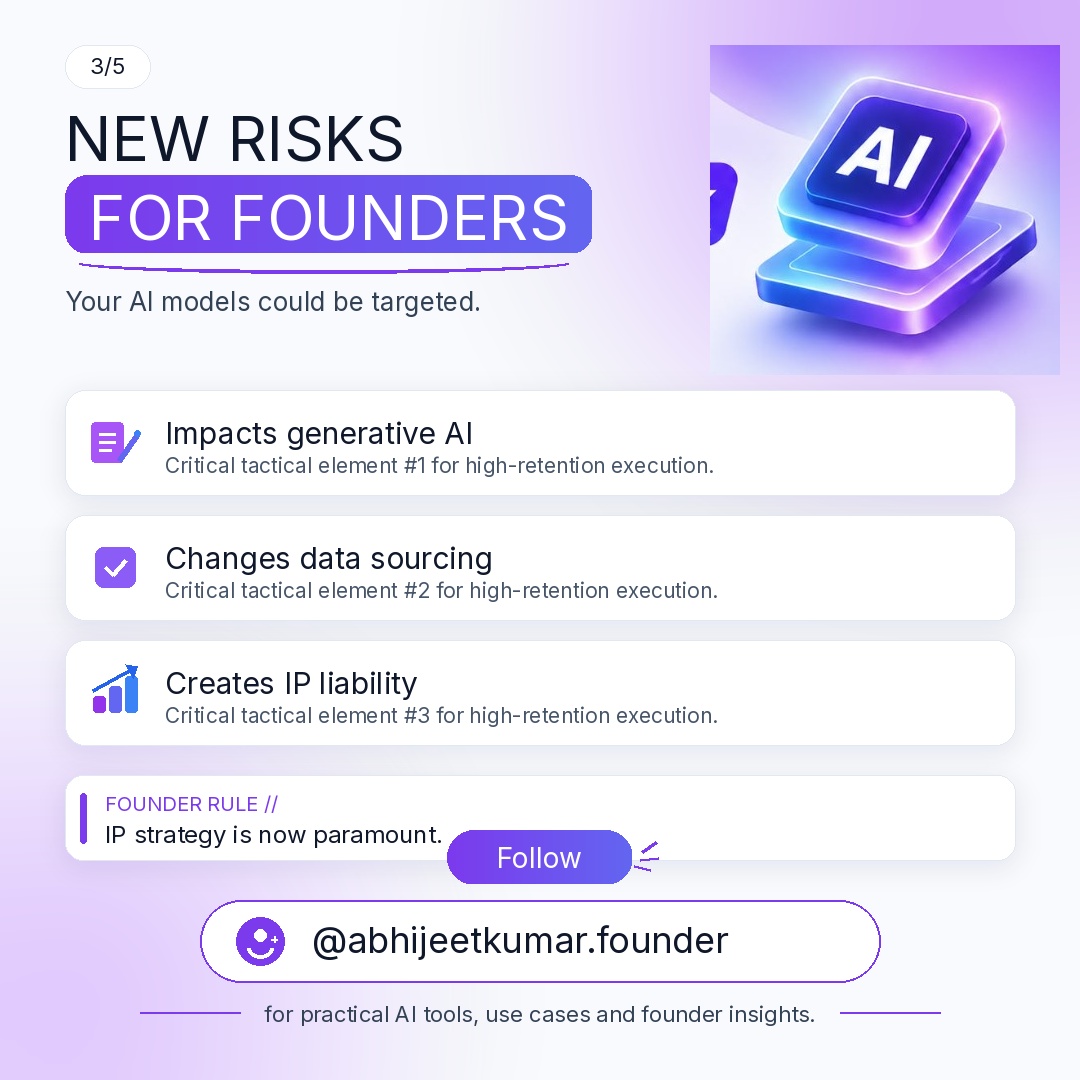 3/5
NEW RISKS
FOR FOUNDERS
Your AI models could be targeted.
AI
Impacts generative AI
Critical tactical element #1 for high-retention execution.
Changes data sourcing
Critical tactical element #2 for high-retention execution.
Creates IP liability
Critical tactical element #3 for high-retention execution.
FOUNDER RULE //
IP strategy is now paramount.
Follow
@abhijeetkumar.founder
for practical AI tools, use cases and founder insights.